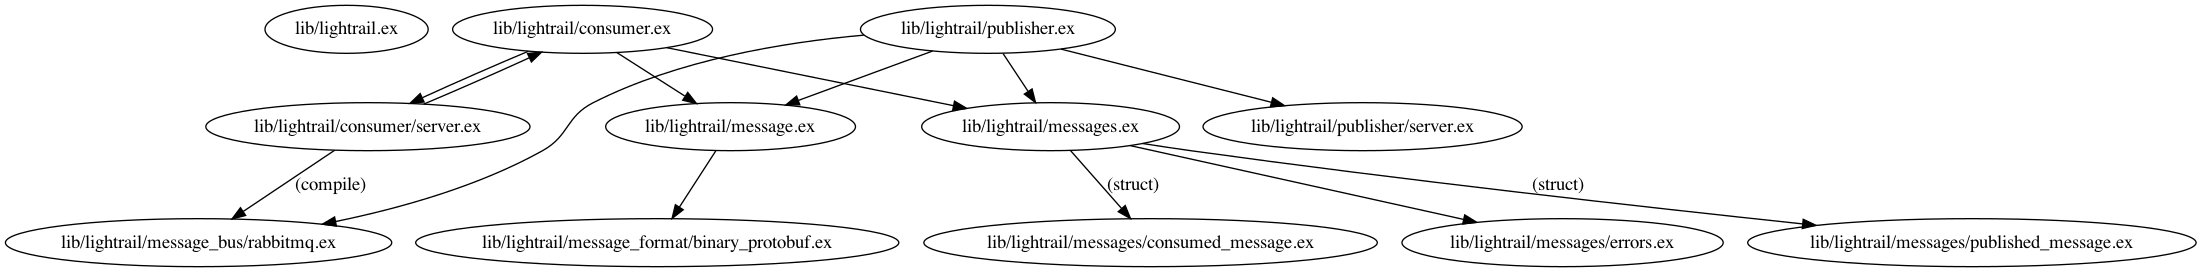 lib/lightrail.ex
lib/lightrail/consumer.ex
lib/lightrail/publisher.ex
lib/lightrail/consumer/server.ex
lib/lightrail/message.ex
lib/lightrail/messages.ex
lib/lightrail/publisher/server.ex
(compile)
(struct)
(struct)
lib/lightrail/message_bus/rabbitmq.ex
lib/lightrail/message_format/binary_protobuf.ex
lib/lightrail/messages/consumed_message.ex
lib/lightrail/messages/errors.ex
lib/lightrail/messages/published_message.ex